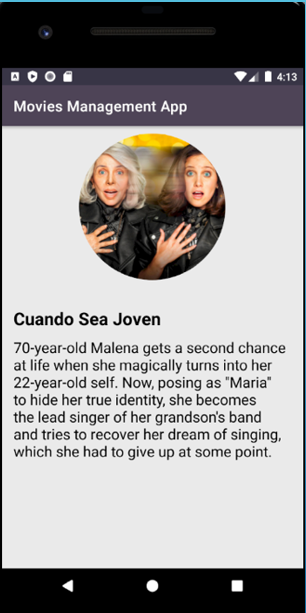 4:13
Movies Management App
Cuando Sea Joven
70-year-old Malena gets a second chance
at life when she magically turns into her
22-year-old self. Now, posing as "Maria"
to hide her true identity, she becomes
the lead singer of her grandson's band
and tries to recover her dream of singing,
which she had to give up at some point.